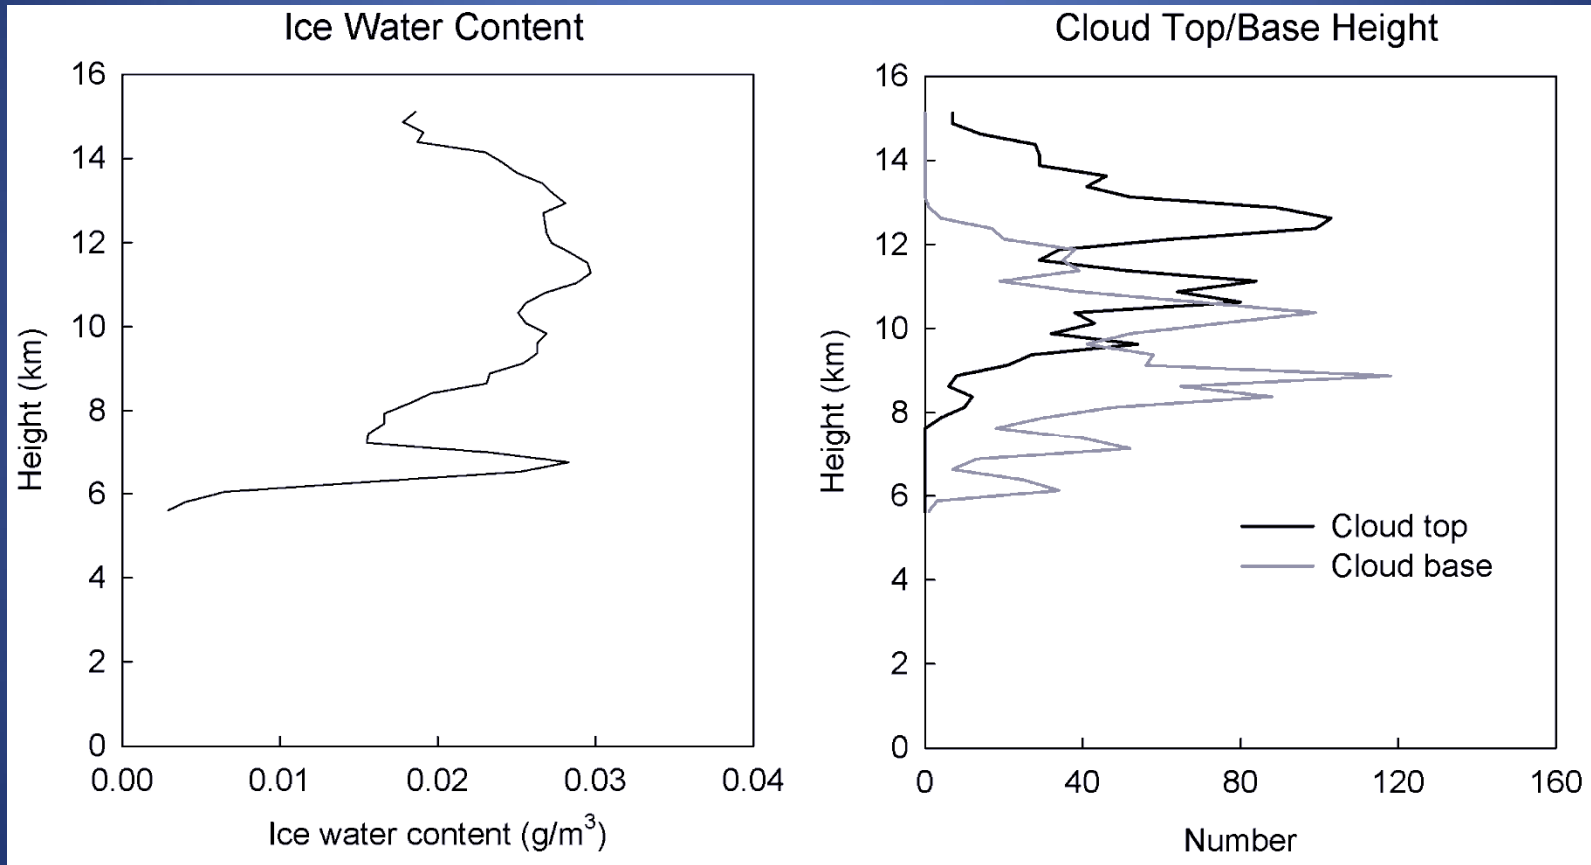 Ice Water Content
16
14
12
10
8
6
4
2
0
Height (km)
0.00 0.01 0.02 0.03 0.04
Ice water content (g/m³)
Cloud Top/Base Height
16
14
12
10
8
6
4
2
0
Height (km)
Cloud top
Cloud base
0 40 80 120 160
Number